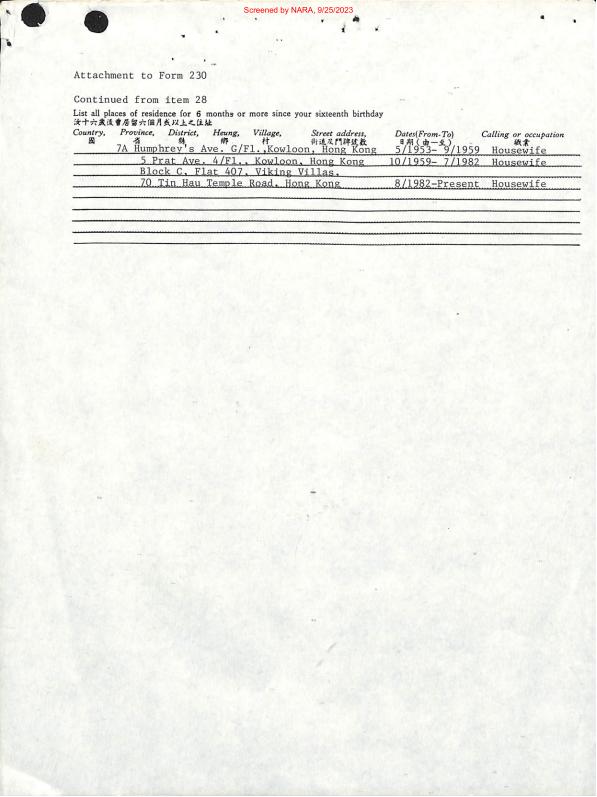 Screened by NARA, 9/25/2023
Attachment to Form 230
Continued from item 28
List all places of residence for 6 months or more since your sixteenth birthday
汝十六歲後曾居留六個月或以上之住址
Country, Province, District, Heung, Village, Street address, Dates(From-To) Calling or occupation
國 省 縣 鄉 村 街道及門牌號數 日期(由一至) 職業
7A Humphrey's Ave. G/Fl.,Kowloon, Hong Kong 5/1953- 9/1959 Housewife
5 Prat Ave. 4/Fl., Kowloon, Hong Kong 10/1959- 7/1982 Housewife
Block C, Flat 407, Viking Villas,
70 Tin Hau Temple Road, Hong Kong 8/1982-Present Housewife